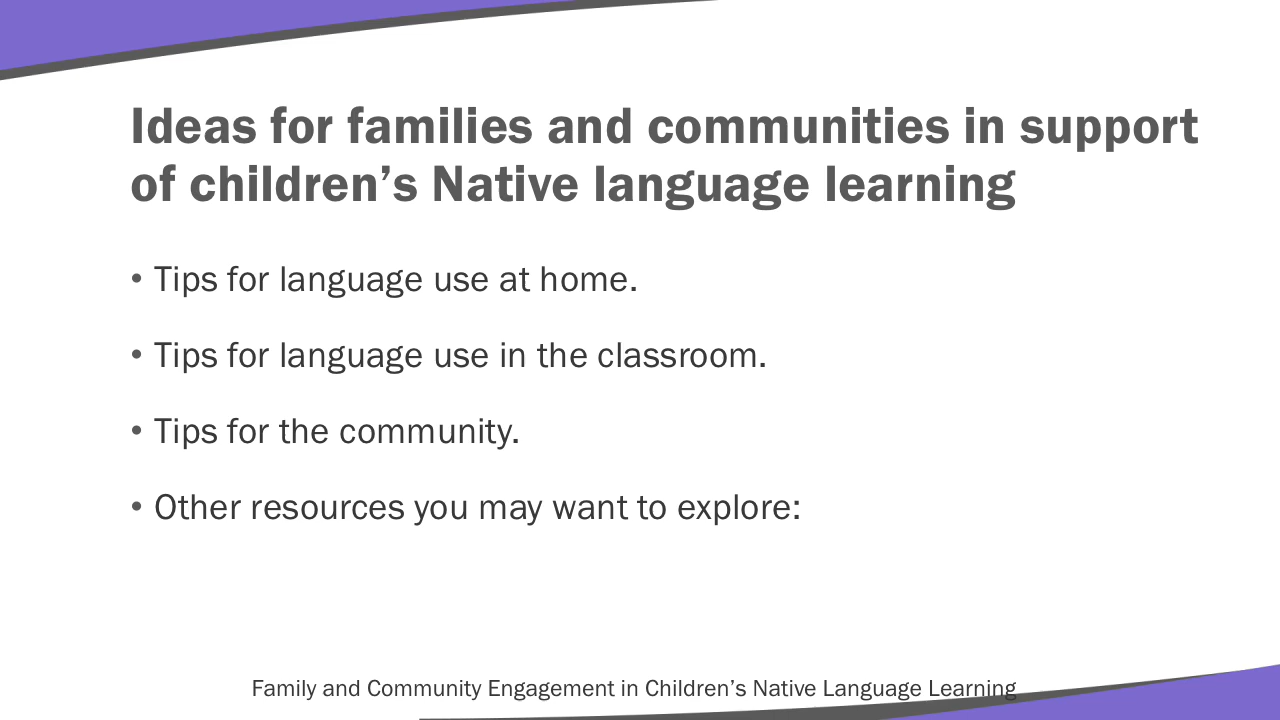 Ideas for families and communities in support
of children’s Native language learning
• Tips for language use at home.
• Tips for language use in the classroom.
• Tips for the community.
• Other resources you may want to explore:
Family and Community Engagement in Children’s Native Language Learning